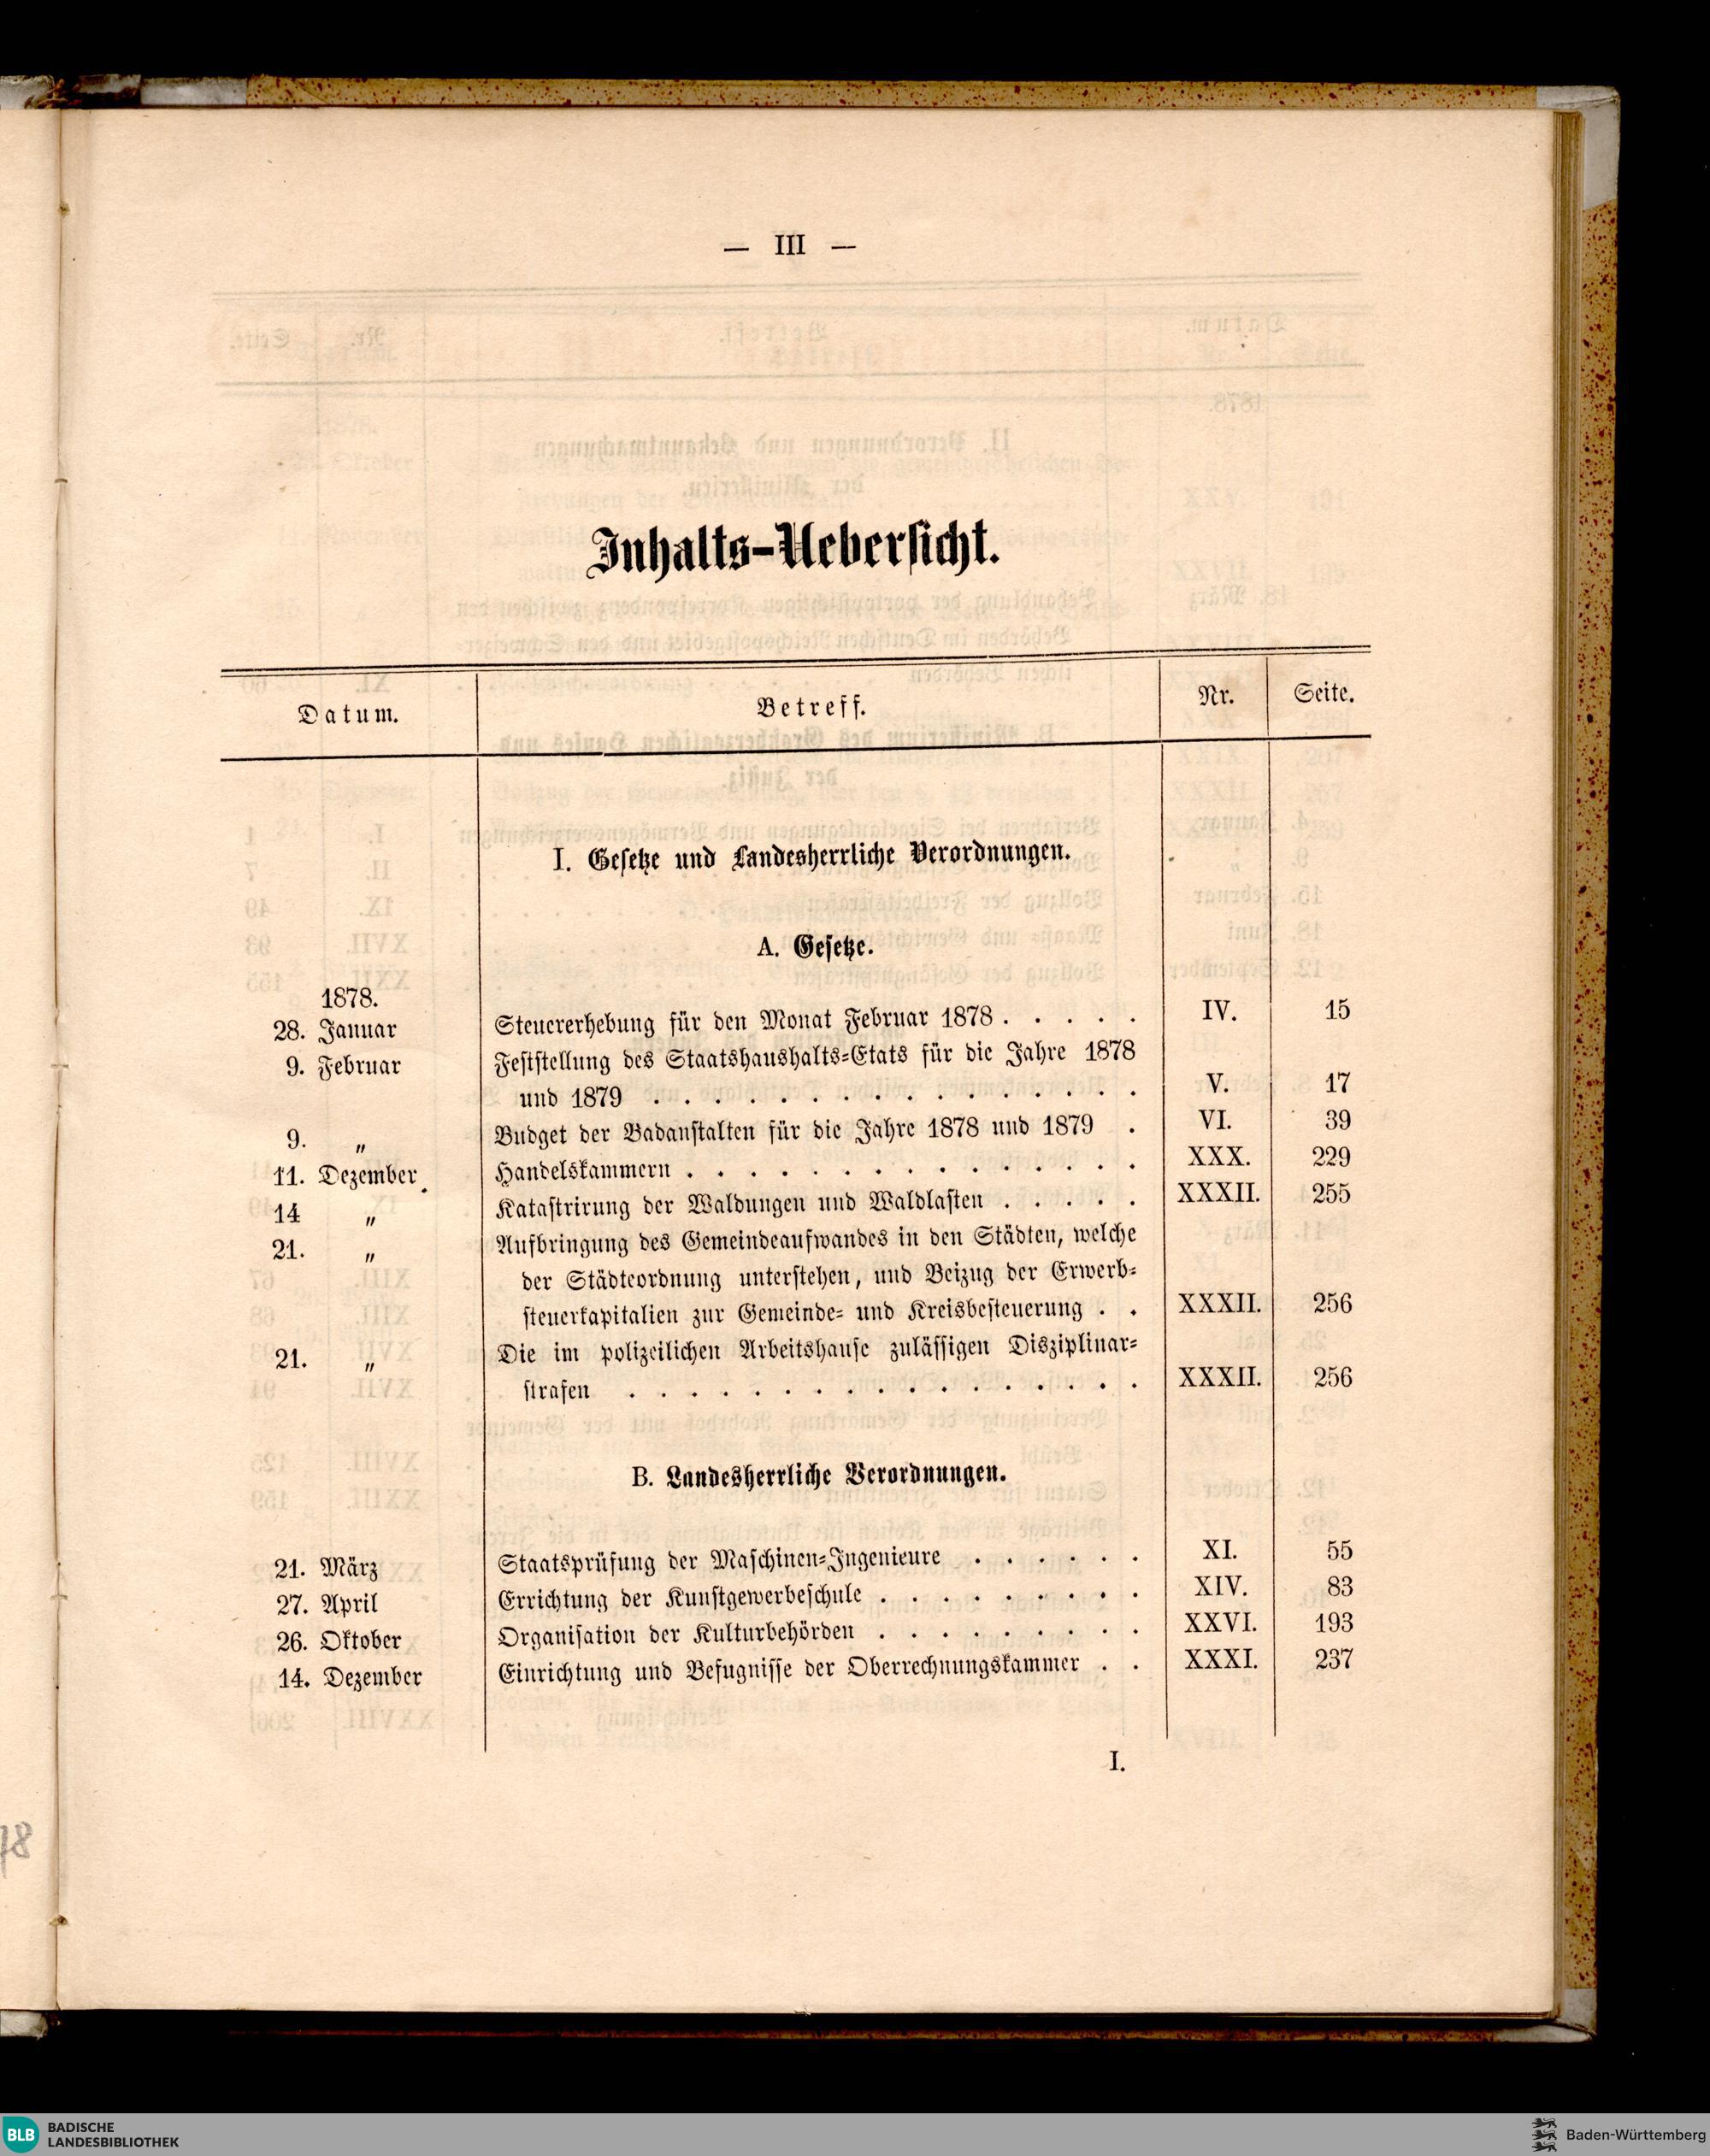 — III —
Inhalts-Uebersicht.
Datum. Betreff. Nr. Seite.
I. Gesetze und Landesherrliche Verordnungen.
A. Gesetze.
1878.
28. Januar Steuererhebung für den Monat Februar 1878 . . . . . IV. 15
9. Februar Feststellung des Staatshaushalts-Etats für die Jahre 1878
und 1879 . . . . . . . . . . . . . . . . V. 17
9. „ Budget der Badanstalten für die Jahre 1878 und 1879 . VI. 39
11. Dezember Handelskammern . . . . . . . . . . . . . . . XXX. 229
14 „ Katastrirung der Waldungen und Waldlasten . . . . . XXXII. 255
21. „ Aufbringung des Gemeindeaufwandes in den Städten, welche
der Städteordnung unterstehen, und Beizug der Erwerb-
steuerkapitalien zur Gemeinde- und Kreisbesteuerung . . XXXII. 256
21. „ Die im polizeilichen Arbeitshause zulässigen Disziplinar-
strafen . . . . . . . . . . . . . . . . . XXXII. 256
B. Landesherrliche Verordnungen.
21. März Staatsprüfung der Maschinen-Ingenieure . . . . . . XI. 55
27. April Errichtung der Kunstgewerbeschule . . . . . . . . . XIV. 83
26. Oktober Organisation der Kulturbehörden . . . . . . . . . XXVI. 193
14. Dezember Einrichtung und Befugnisse der Oberrechnungskammer . . XXXI. 237
I.
78
BLB BADISCHE
LANDESBIBLIOTHEK
Baden-Württemberg